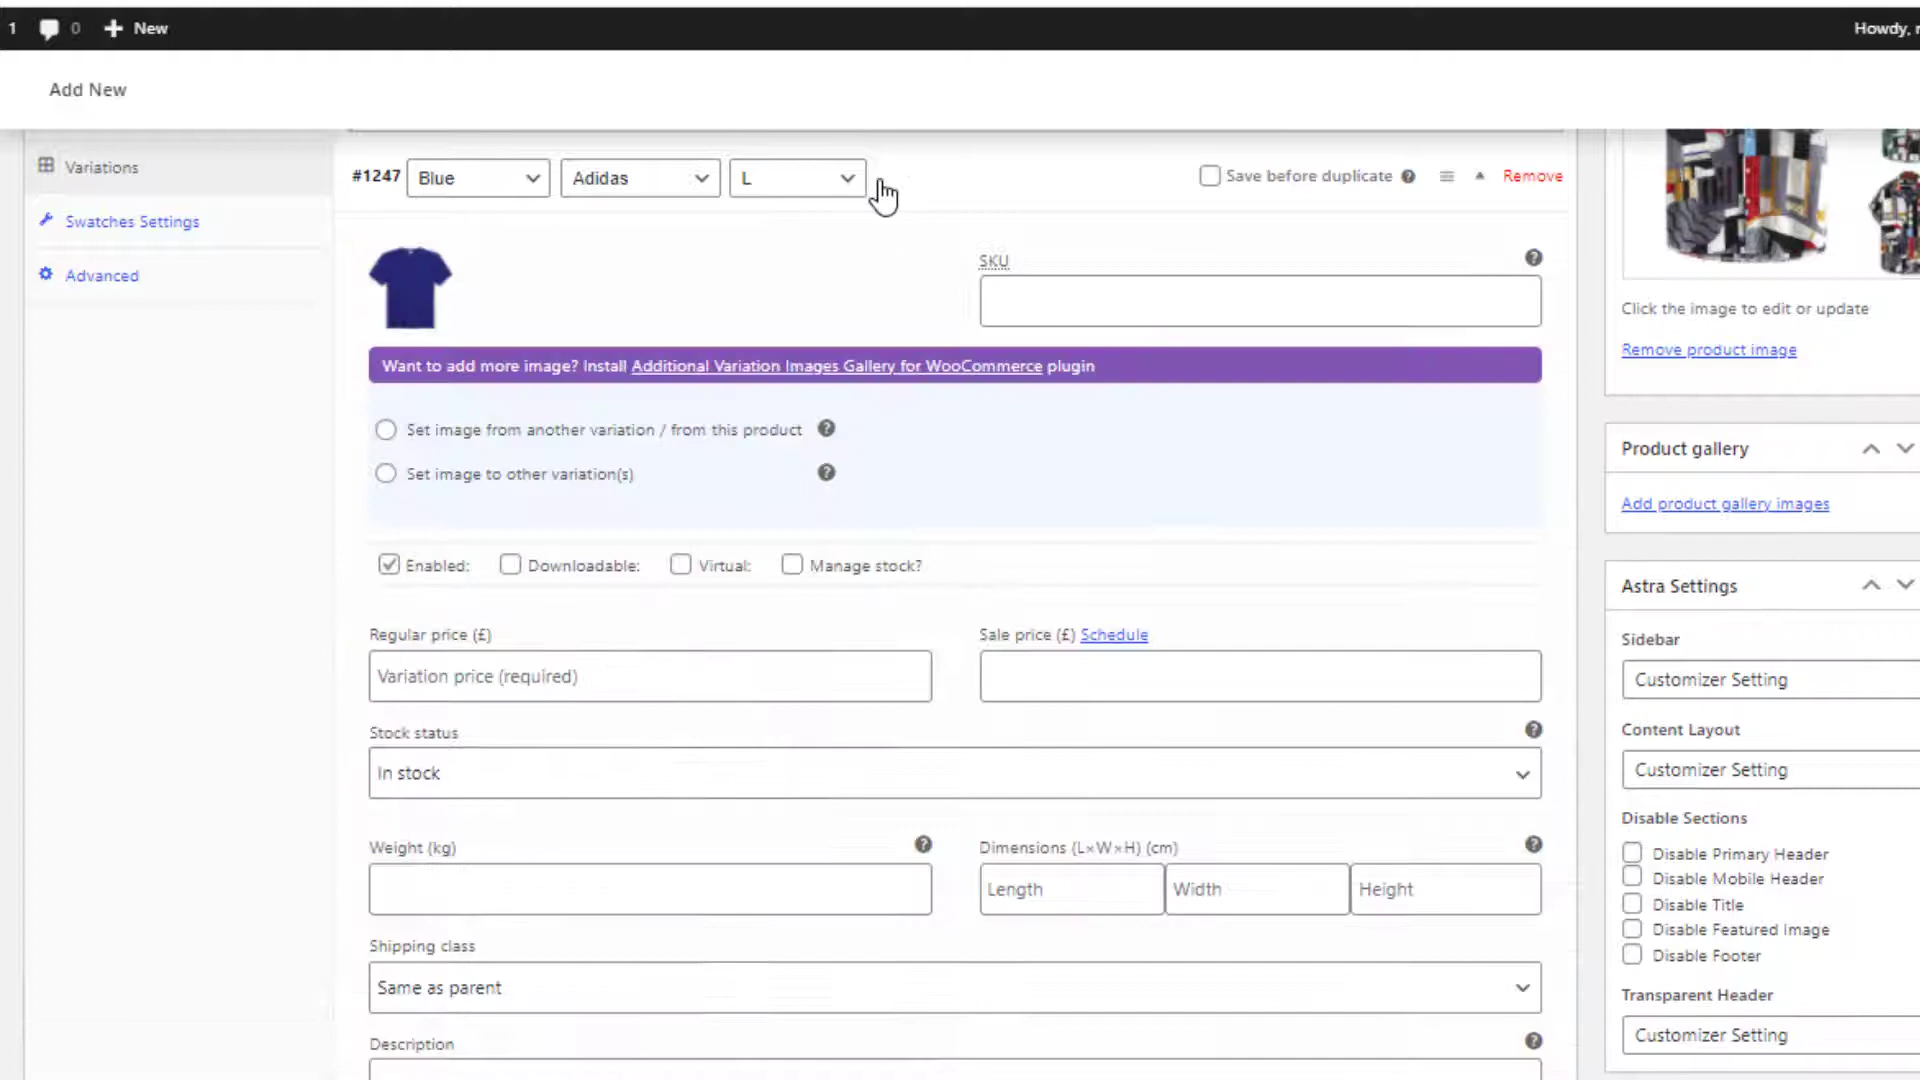 1 0 New Howdy,
Add New
Variations
Swatches Settings
Advanced
#1247 Blue Adidas L Save before duplicate Remove
SKU
Want to add more image? Install Additional Variation Images Gallery for WooCommerce plugin
Set image from another variation / from this product
Set image to other variation(s)
Enabled: Downloadable: Virtual: Manage stock?
Regular price (£)
Variation price (required)
Sale price (£) Schedule
Stock status
In stock
Weight (kg)
Dimensions (L×W×H) (cm)
Length Width Height
Shipping class
Same as parent
Description
Click the image to edit or update
Remove product image
Product gallery
Add product gallery images
Astra Settings
Sidebar
Customizer Setting
Content Layout
Customizer Setting
Disable Sections
Disable Primary Header
Disable Mobile Header
Disable Title
Disable Featured Image
Disable Footer
Transparent Header
Customizer Setting